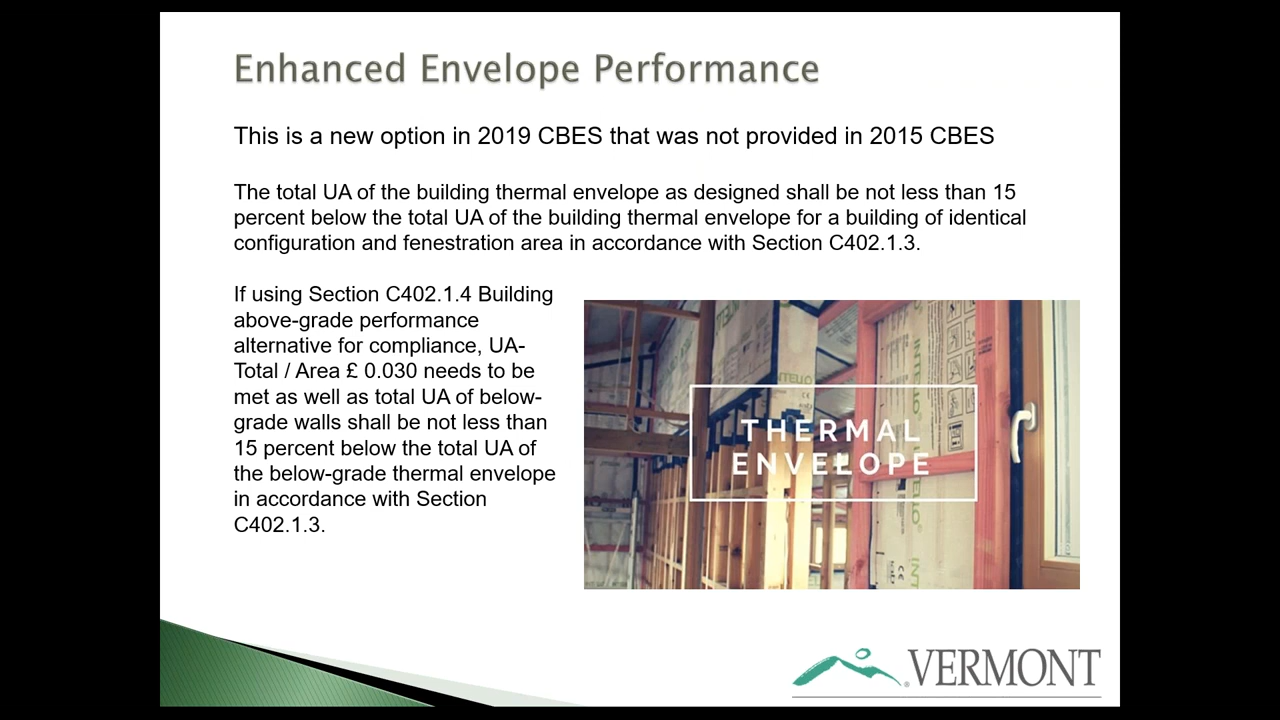 Enhanced Envelope Performance
This is a new option in 2019 CBES that was not provided in 2015 CBES
The total UA of the building thermal envelope as designed shall be not less than 15
percent below the total UA of the building thermal envelope for a building of identical
configuration and fenestration area in accordance with Section C402.1.3.
If using Section C402.1.4 Building
above-grade performance
alternative for compliance, UA-
Total / Area £ 0.030 needs to be
met as well as total UA of below-
grade walls shall be not less than
15 percent below the total UA of
the below-grade thermal envelope
in accordance with Section
C402.1.3.
INTELLO
INTELLO
THERMAL
ENVELOPE
VERMONT